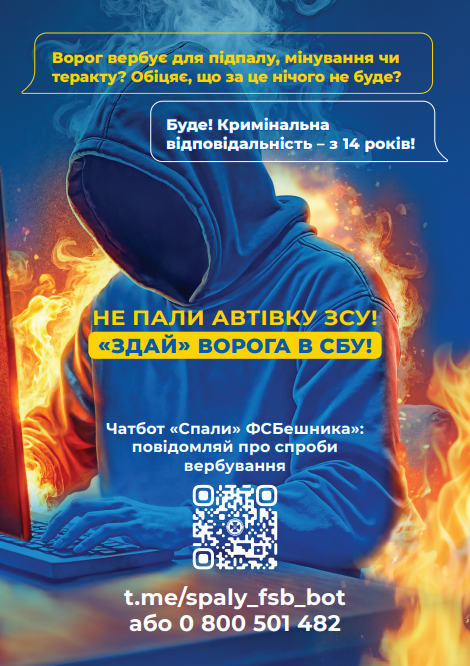 Ворог вербує для підпалу, мінування чи
теракту? Обіцяє, що за це нічого не буде?
Буде! Кримінальна
відповідальність – з 14 років!
НЕ ПАЛИ АВТІВКУ ЗСУ!
«ЗДАЙ» ВОРОГА В СБУ!
Чатбот «Спали» ФСБешника»:
повідомляй про спроби
вербування
t.me/spaly_fsb_bot
або 0 800 501 482